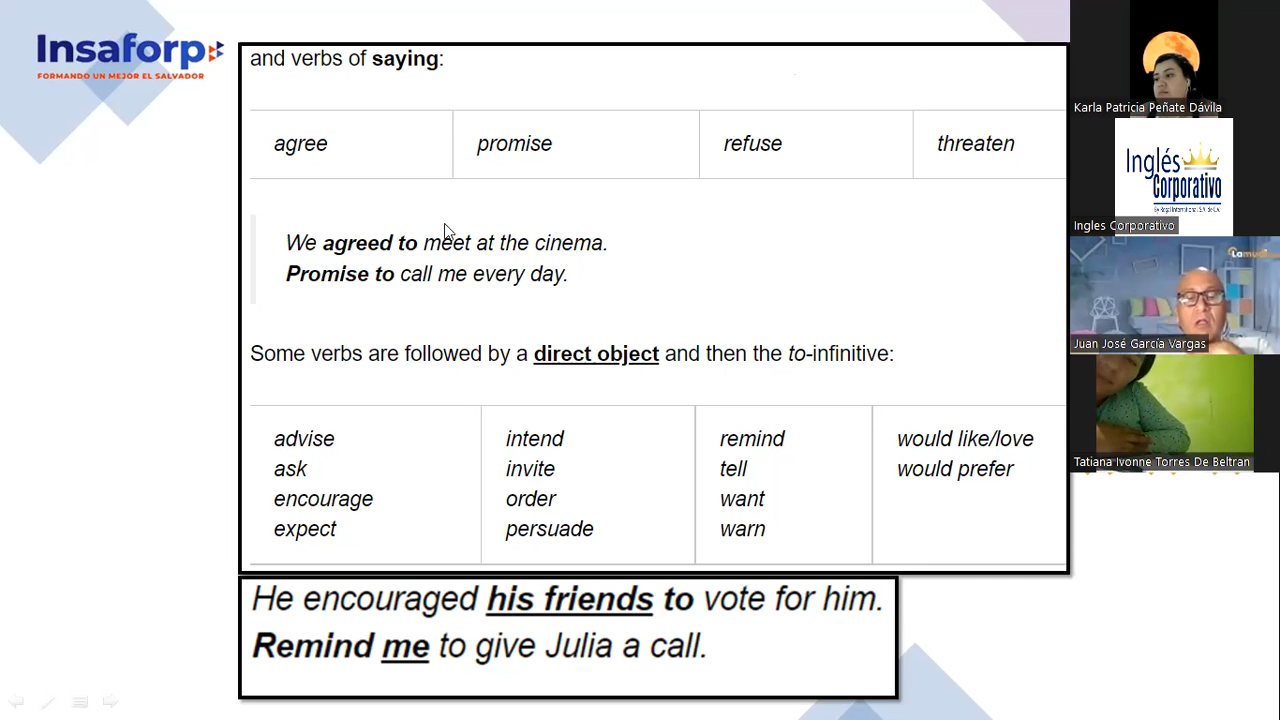 Insaforp
FORMANDO UN MEJOR EL SALVADOR
and verbs of saying:
agree promise refuse threaten
We agreed to meet at the cinema.
Promise to call me every day.
Some verbs are followed by a direct object and then the to-infinitive:
advise intend remind would like/love
ask invite tell would prefer
encourage order want
expect persuade warn
He encouraged his friends to vote for him.
Remind me to give Julia a call.
Karla Patricia Peñate Dávila
Inglés
Corporativo
Ingles Corporativo
Juan José García Vargas
Tatiana Ivonne Torres De Beltran